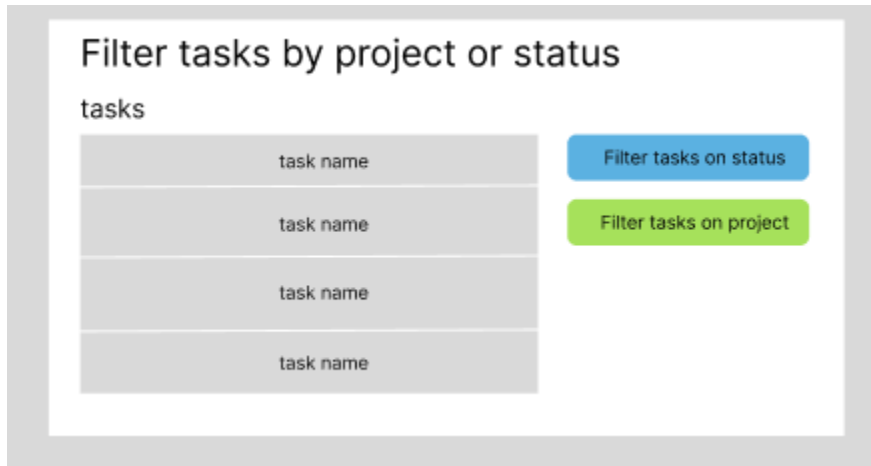 Filter tasks by project or status
tasks
task name
Filter tasks on status
task name
Filter tasks on project
task name
task name